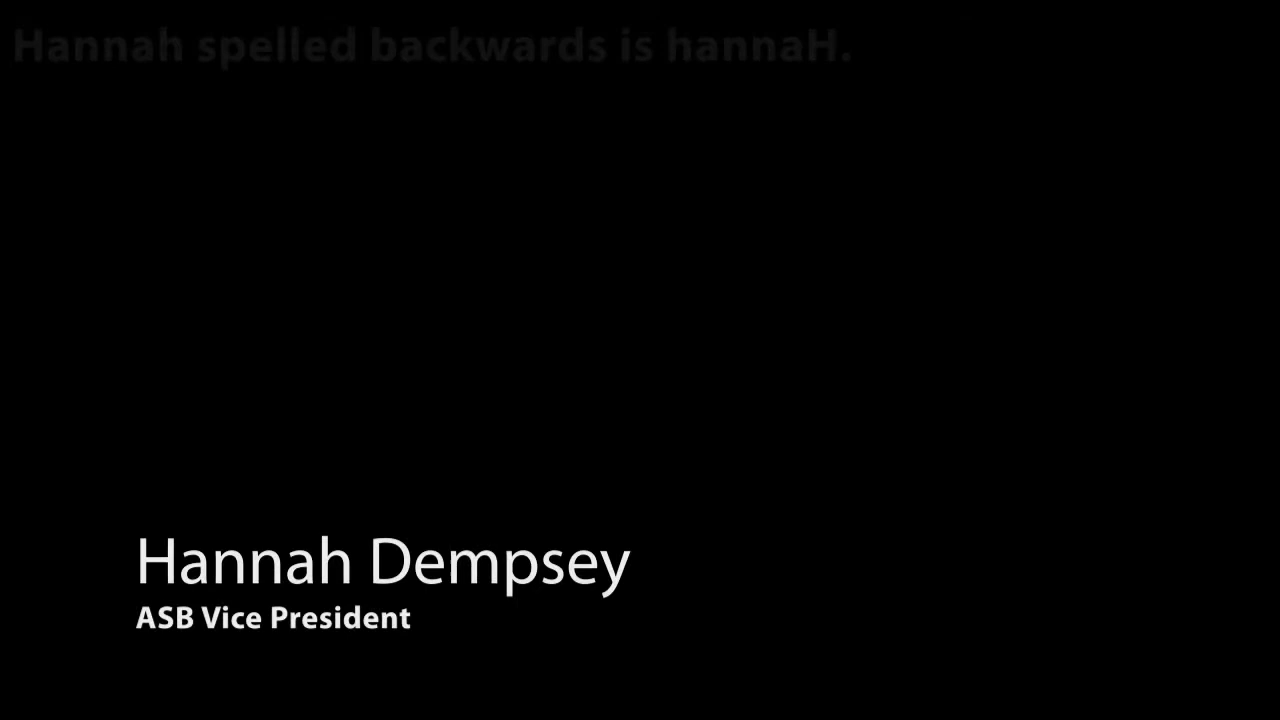 Hannah spelled backwards is hannaH.
Hannah Dempsey
ASB Vice President